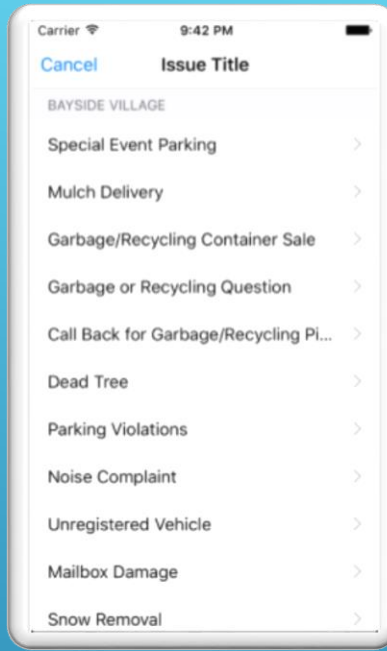 Carrier 9:42 PM
Cancel Issue Title
BAYSIDE VILLAGE
Special Event Parking
Mulch Delivery
Garbage/Recycling Container Sale
Garbage or Recycling Question
Call Back for Garbage/Recycling Pi...
Dead Tree
Parking Violations
Noise Complaint
Unregistered Vehicle
Mailbox Damage
Snow Removal